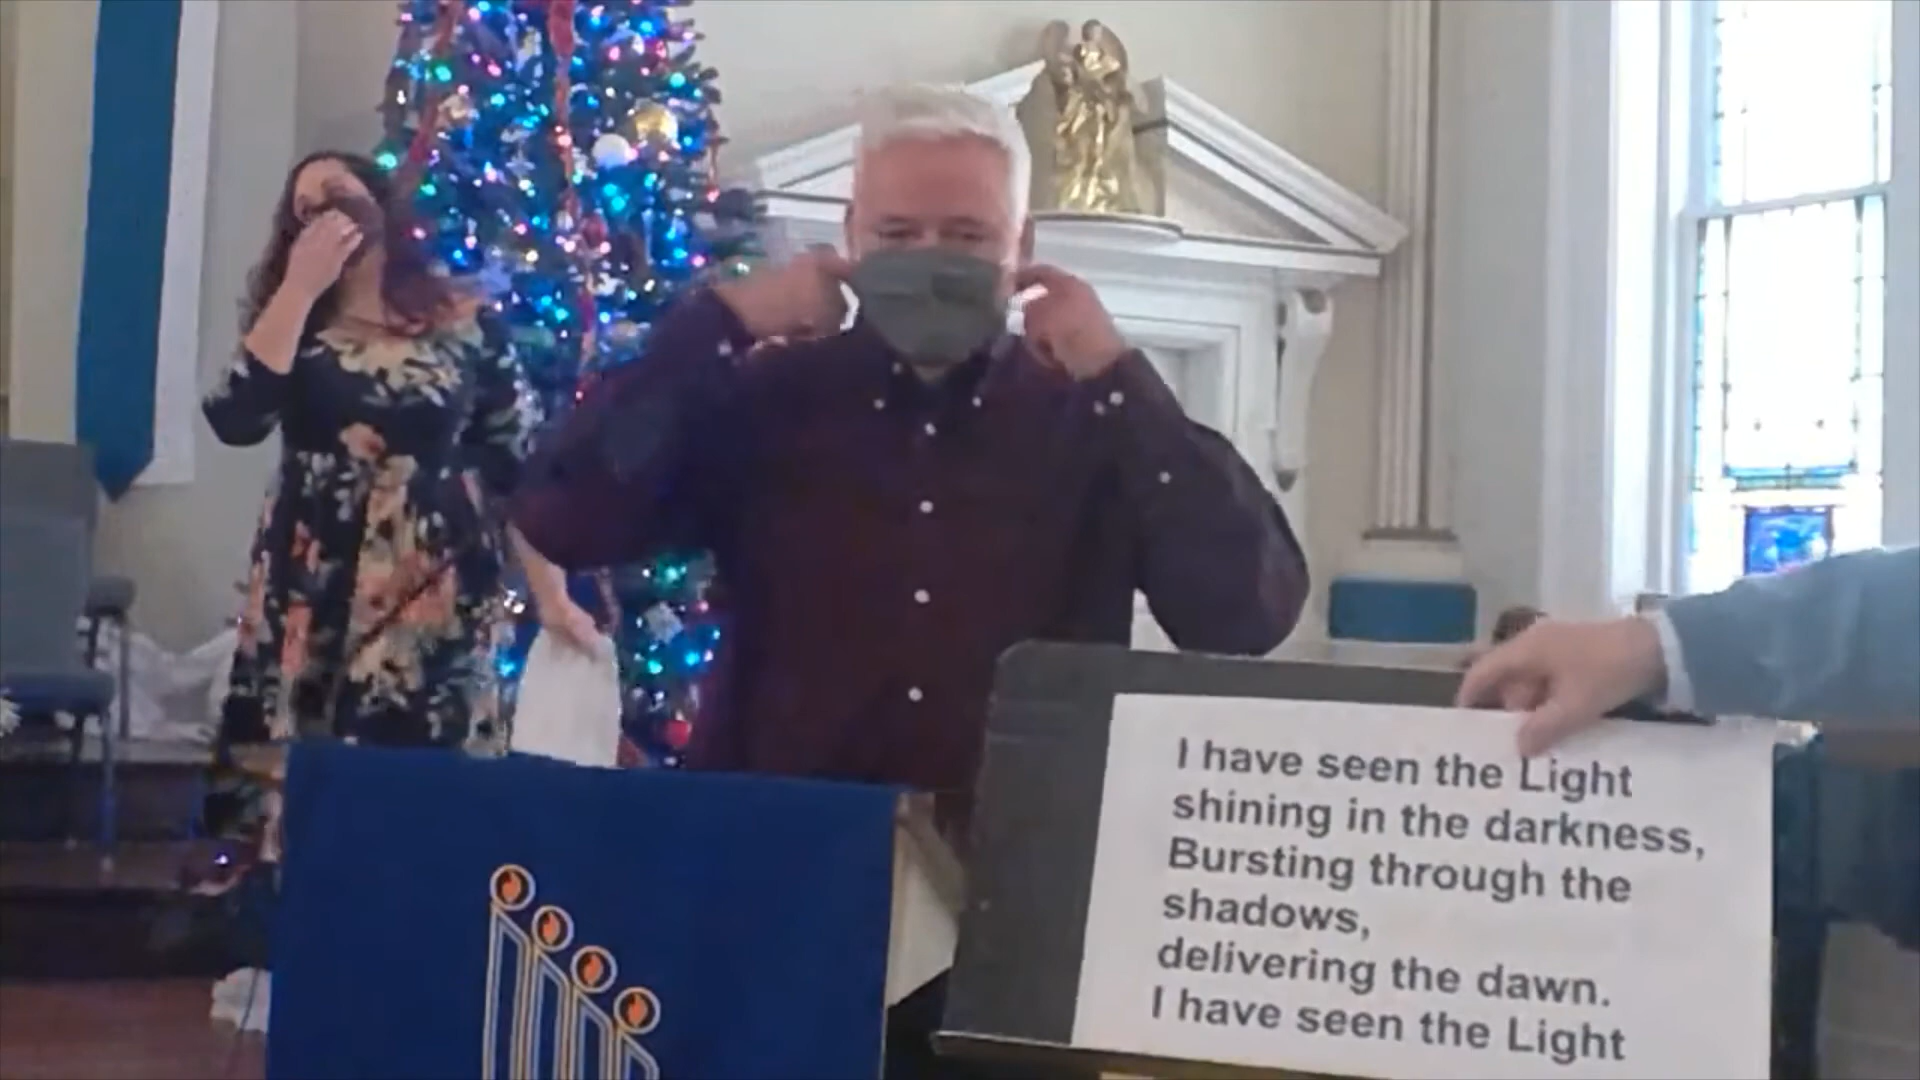 I have seen the Light
shining in the darkness,
Bursting through the
shadows,
delivering the dawn.
I have seen the Light